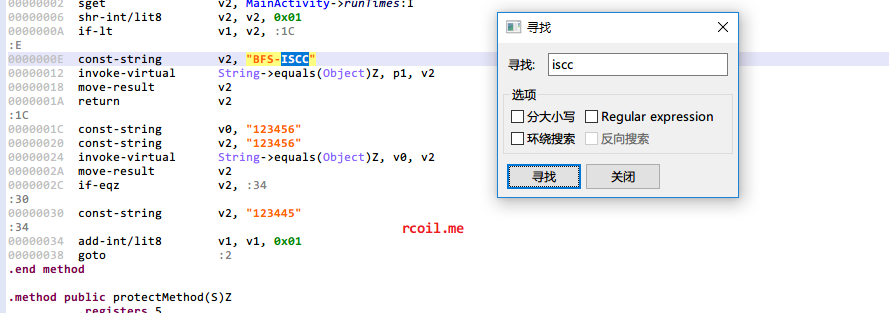 00000002 sget v2, MainActivity->runTimes:I
00000006 shr-int/lit8 v2, v2, 0x01
0000000A if-lt v1, v2, :1C
:E
0000000E const-string v2, "BFS-ISCC"
00000012 invoke-virtual String->equals(Object)Z, p1, v2
00000018 move-result v2
0000001A return v2
:1C
0000001C const-string v0, "123456"
00000020 const-string v2, "123456"
00000024 invoke-virtual String->equals(Object)Z, v0, v2
0000002A move-result v2
0000002C if-eqz v2, :34
:30
00000030 const-string v2, "123445"
:34
00000034 add-int/lit8 v1, v1, 0x01
00000038 goto :2
.end method
.method public protectMethod(S)Z
.registers 5
rcoil.me
寻找
寻找: iscc
选项
分大小写 Regular expression
环绕搜索 反向搜索
寻找 关闭